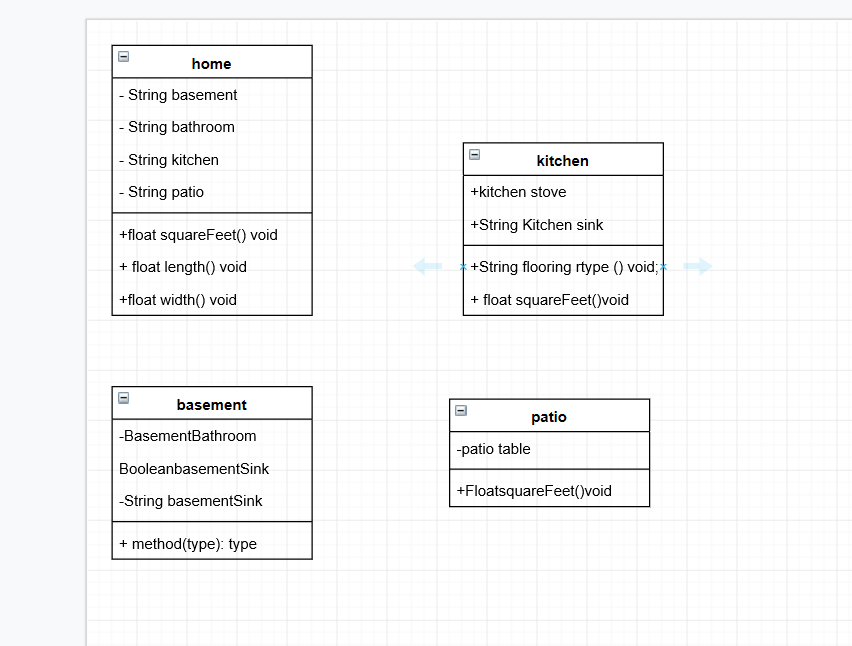 home
- String basement
- String bathroom
- String kitchen
- String patio
+float squareFeet() void
+ float length() void
+float width() void
kitchen
+kitchen stove
+String Kitchen sink
+String flooring rtype () void;
+ float squareFeet()void
basement
-BasementBathroom
BooleanbasementSink
-String basementSink
+ method(type): type
patio
-patio table
+FloatsquareFeet()void